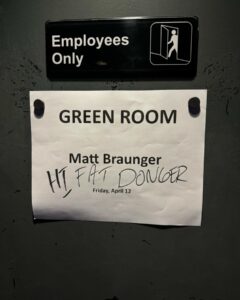 Employees
Only
GREEN ROOM
Matt Braunger
HI FAT DONGER
Friday, April 12